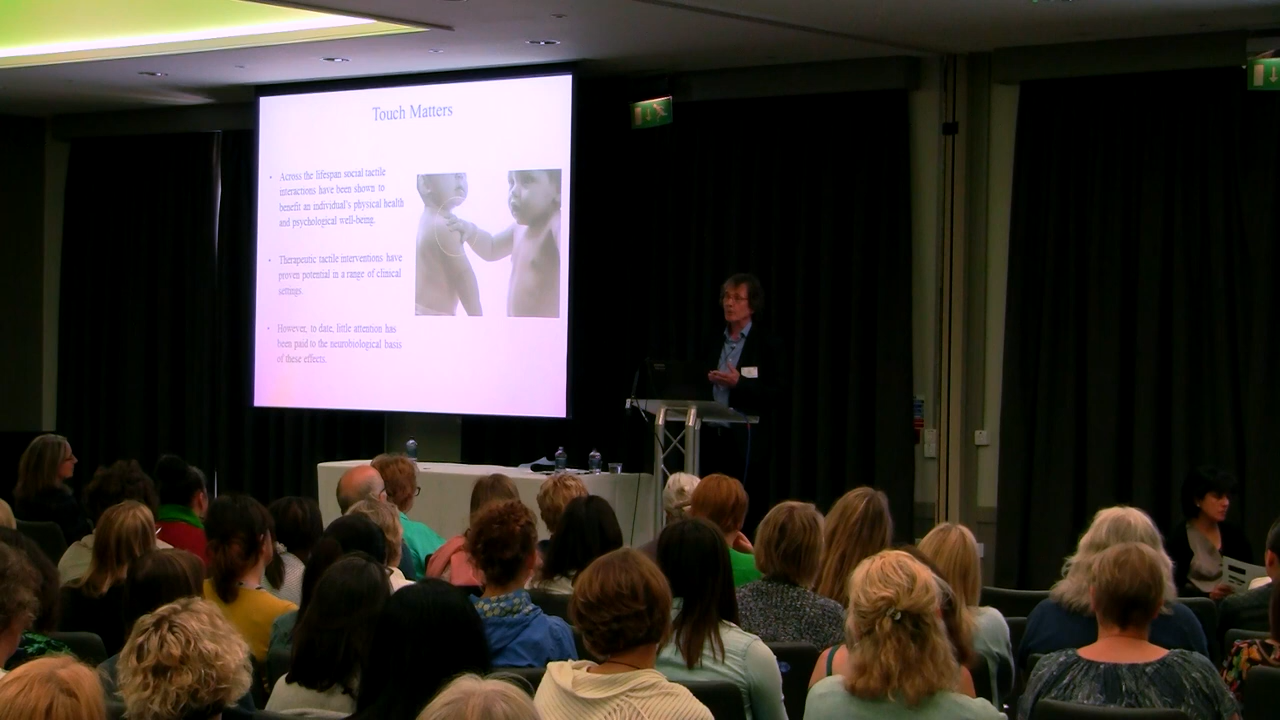 Touch Matters
• Across the lifespan social tactile
interactions have been shown to
benefit an individual's physical health
and psychological well-being.
• Therapeutic tactile interventions have
proven potential in a range of clinical
settings.
• However, to date, little attention has
been paid to the neurobiological basis
of these effects.